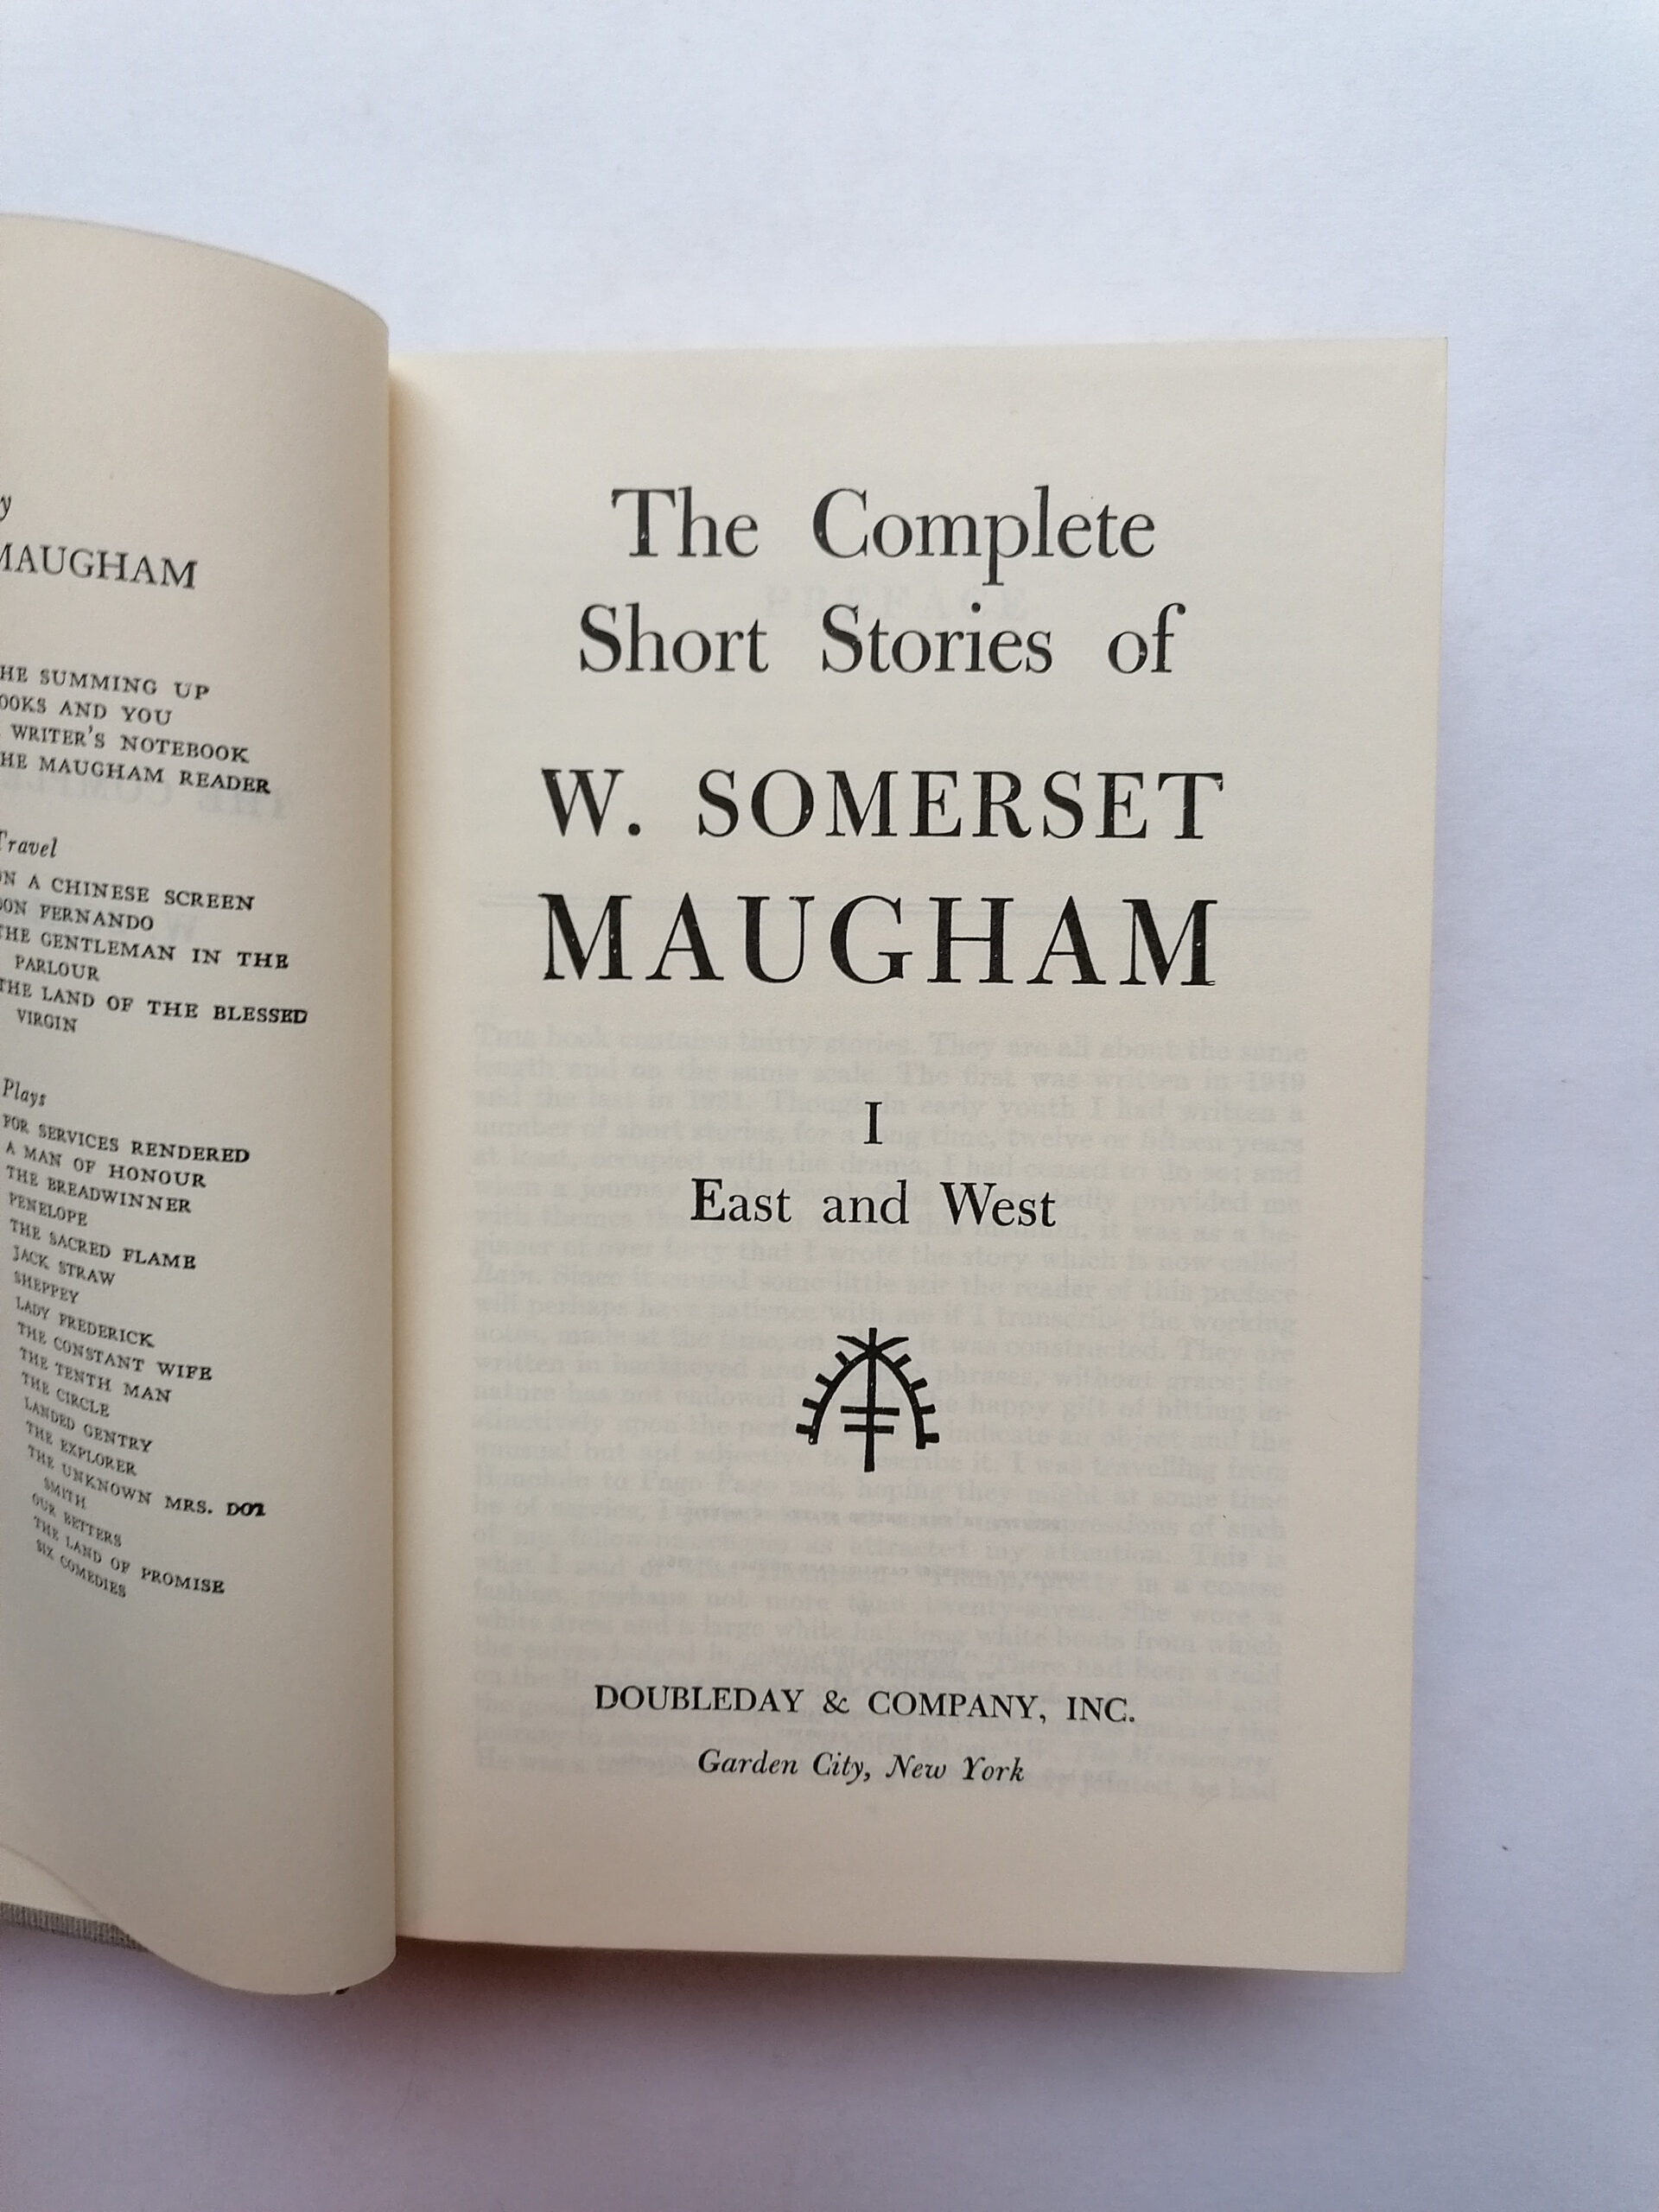 y
MAUGHAM
HE SUMMING UP
OOKS AND YOU
WRITER'S NOTEBOOK
HE MAUGHAM READER
Travel
ON A CHINESE SCREEN
DON FERNANDO
THE GENTLEMAN IN THE
PARLOUR
THE LAND OF THE BLESSED
VIRGIN
Plays
FOR SERVICES RENDERED
A MAN OF HONOUR
THE BREADWINNER
PENELOPE
THE SACRED FLAME
JACK STRAW
SHEPPEY
LADY FREDERICK
THE CONSTANT WIFE
THE TENTH MAN
THE CIRCLE
LANDED GENTRY
THE EXPLORER
THE UNKNOWN MRS. DOT
SMITH
OUR BETTERS
THE LAND OF PROMISE
SIX COMEDIES
The Complete
Short Stories of
W. SOMERSET
MAUGHAM
I
East and West
DOUBLEDAY & COMPANY, INC.
Garden City, New York